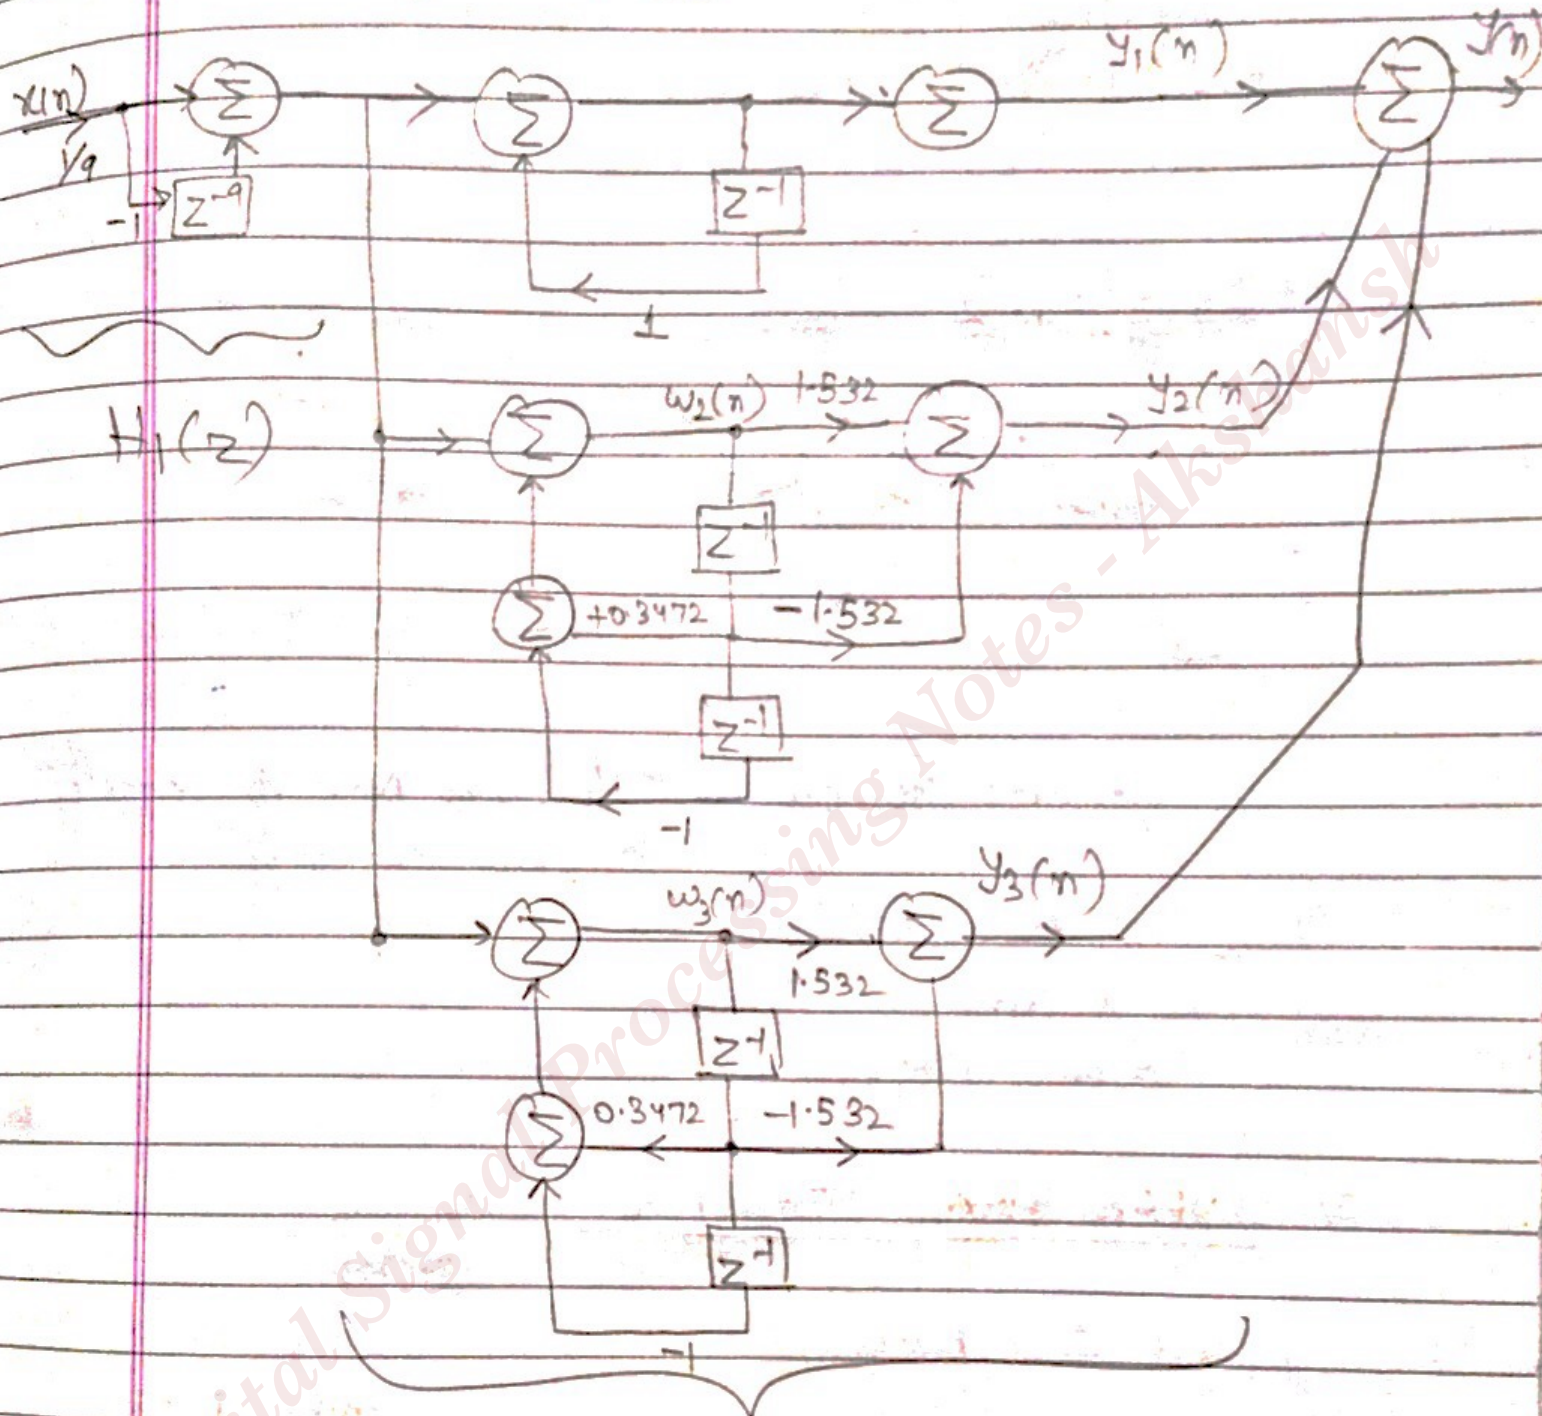 x(n) Σ Σ Σ y₁(n) Σ y(n)
1/9
-1 z⁻⁹ z⁻¹
1
H₁(z) Σ w₂(n) 1.532 Σ y₂(n)
z⁻¹
Σ +0.3472 -1.532
z⁻¹
-1
Σ w₃(n) Σ y₃(n)
1.532
z⁻¹
Σ 0.3472 -1.532
z⁻¹
-1
ital Signal Processing Notes - Akshansh